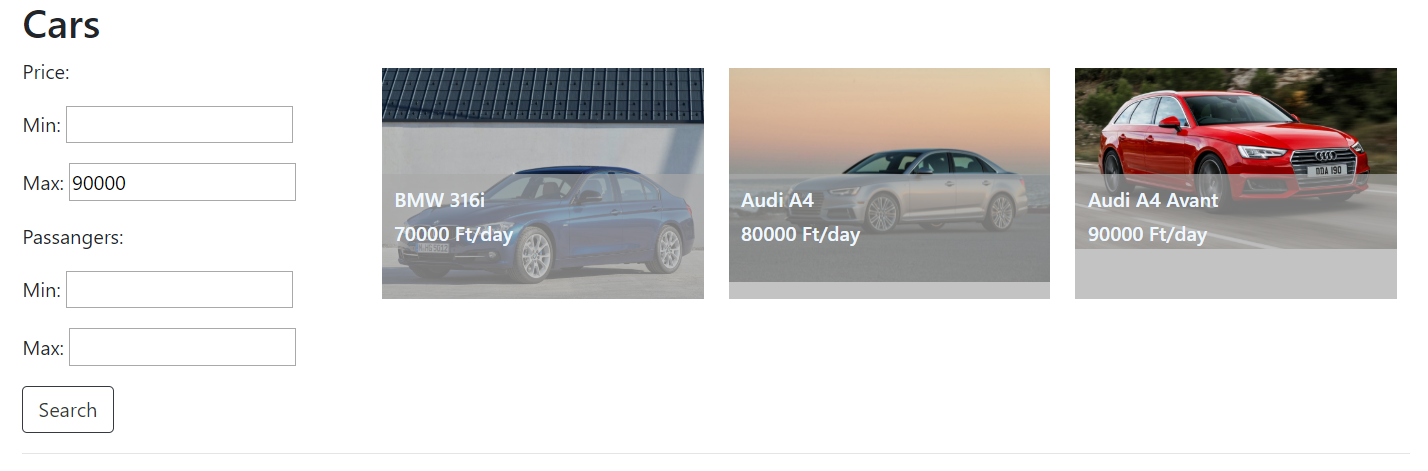 Cars
Price:
Min:
Max: 90000
Passangers:
Min:
Max:
Search
BMW 316i
70000 Ft/day
Audi A4
80000 Ft/day
Audi A4 Avant
90000 Ft/day